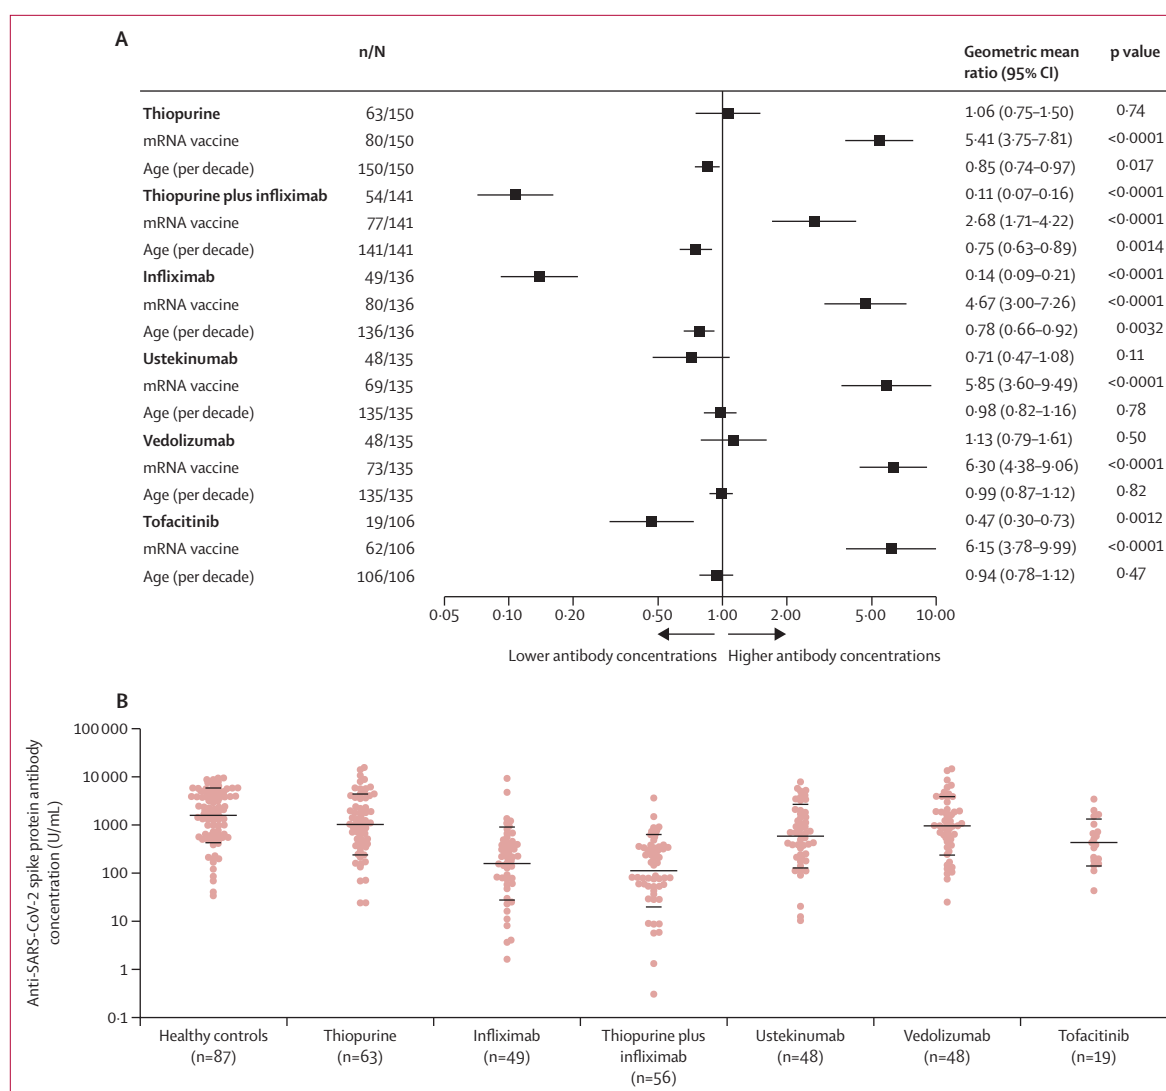 A
n/N
Geometric mean
ratio (95% CI)
p value
Thiopurine 63/150 1·06 (0·75–1·50) 0·74
mRNA vaccine 80/150 5·41 (3·75–7·81) <0·0001
Age (per decade) 150/150 0·85 (0·74–0·97) 0·017
Thiopurine plus infliximab 54/141 0·11 (0·07–0·16) <0·0001
mRNA vaccine 77/141 2·68 (1·71–4·22) <0·0001
Age (per decade) 141/141 0·75 (0·63–0·89) 0·0014
Infliximab 49/136 0·14 (0·09–0·21) <0·0001
mRNA vaccine 80/136 4·67 (3·00–7·26) <0·0001
Age (per decade) 136/136 0·78 (0·66–0·92) 0·0032
Ustekinumab 48/135 0·71 (0·47–1·08) 0·11
mRNA vaccine 69/135 5·85 (3·60–9·49) <0·0001
Age (per decade) 135/135 0·98 (0·82–1·16) 0·78
Vedolizumab 48/135 1·13 (0·79–1·61) 0·50
mRNA vaccine 73/135 6·30 (4·38–9·06) <0·0001
Age (per decade) 135/135 0·99 (0·87–1·12) 0·82
Tofacitinib 19/106 0·47 (0·30–0·73) 0·0012
mRNA vaccine 62/106 6·15 (3·78–9·99) <0·0001
Age (per decade) 106/106 0·94 (0·78–1·12) 0·47
0·05 0·10 0·20 0·50 1·00 2·00 5·00 10·00
Lower antibody concentrations Higher antibody concentrations
B
Anti-SARS-CoV-2 spike protein antibody
concentration (U/mL)
100 000
10 000
1000
100
10
1
0·1
Healthy controls
(n=87)
Thiopurine
(n=63)
Infliximab
(n=49)
Thiopurine plus
infliximab
(n=56)
Ustekinumab
(n=48)
Vedolizumab
(n=48)
Tofacitinib
(n=19)